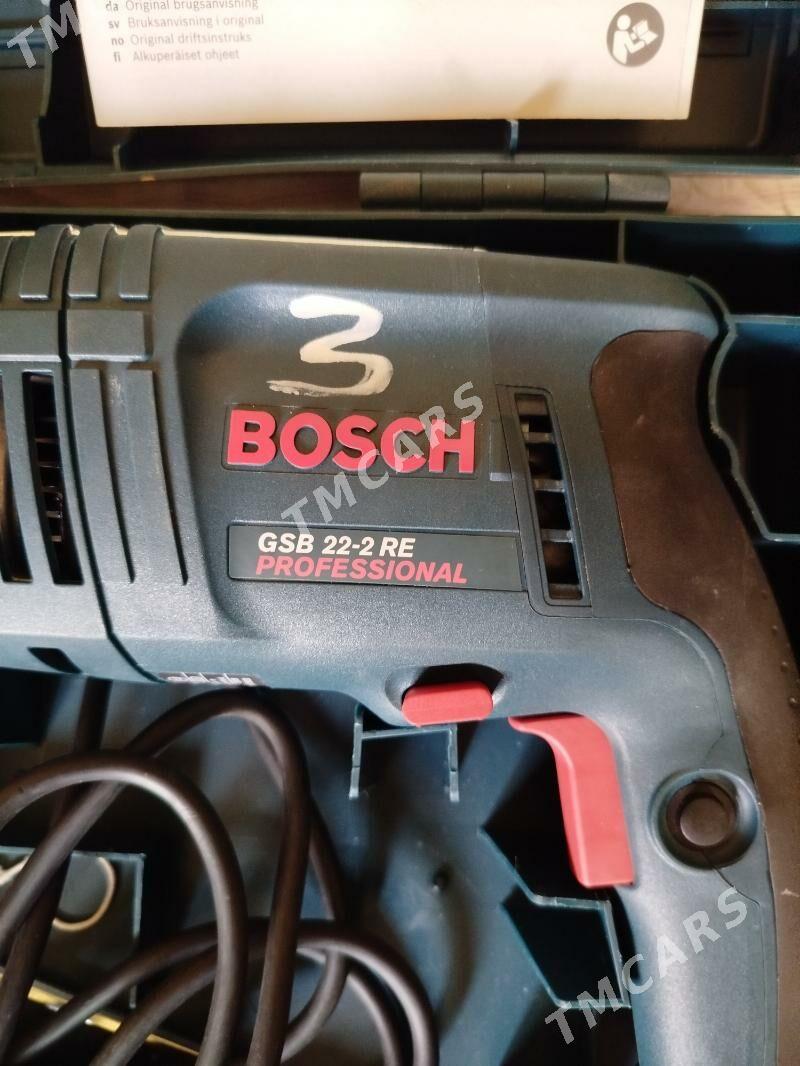 da Original brugsanvisning
sv Bruksanvisning i original
no Original driftsinstruks
fi Alkuperäiset ohjeet
3
BOSCH
GSB 22-2 RE
PROFESSIONAL
TMCARS
TMCARS
TMCARS
TMCARS